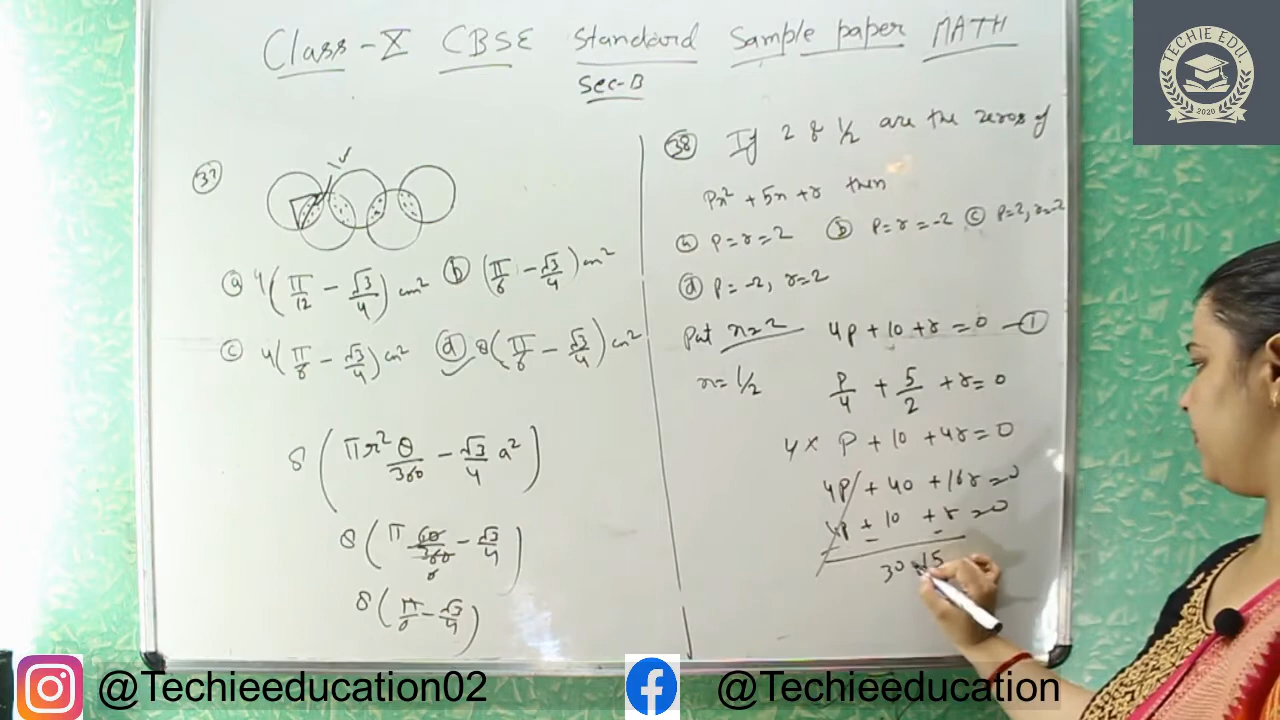 Class-X CBSE Standard Sample paper MATH
Sec-B
TECHIE EDU.
2020
37
(a) 4(π/12 - √3/4) cm² (b) (π/6 - √3/4) cm²
(c) 4(π/6 - √3/4) cm² (d) 8(π/6 - √3/4) cm²
8(πr² θ/360 - √3/4 a²)
8(π 60/360 - √3/4)
6
8(π/6 - √3/4)
38 If 2 & 1/2 are the zeros of
Px² + 5x + r then
(a) P=r=2 (b) P=r=-2 (c) P=2, r=-2
(d) P=-2, r=2
Put x=2 4P+10+r=0 -(1)
x=1/2 P/4 + 5/2 + r=0
4× P+10+4r=0
4P+40+16r=0
4P+10+r=0
- -
30 15
@Techieeducation02 @Techieeducation